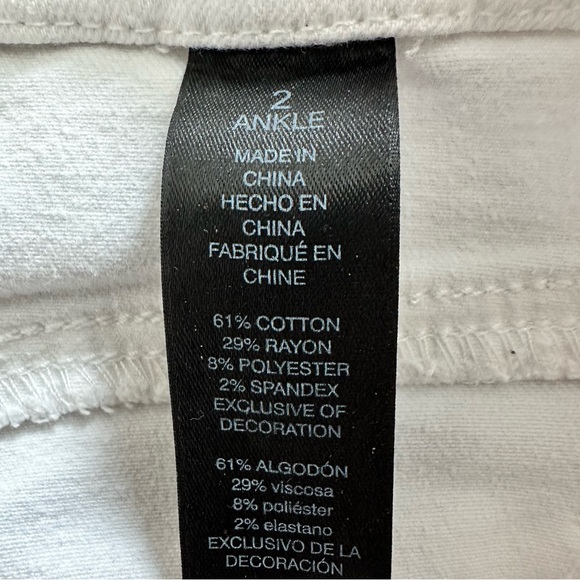 2
ANKLE
MADE IN
CHINA
HECHO EN
CHINA
FABRIQUÉ EN
CHINE
61% COTTON
29% RAYON
8% POLYESTER
2% SPANDEX
EXCLUSIVE OF
DECORATION
61% ALGODÓN
29% viscosa
8% poliéster
2% elastano
EXCLUSIVO DE LA
DECORACIÓN